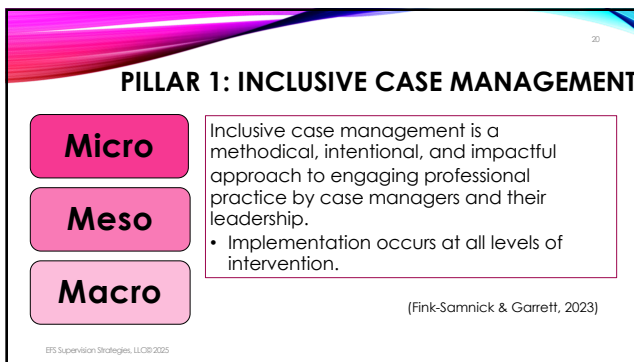 20
PILLAR 1: INCLUSIVE CASE MANAGEMENT
Micro
Meso
Macro
Inclusive case management is a
methodical, intentional, and impactful
approach to engaging professional
practice by case managers and their
leadership.
• Implementation occurs at all levels of
intervention.
(Fink-Samnick & Garrett, 2023)
EFS Supervision Strategies, LLC© 2025